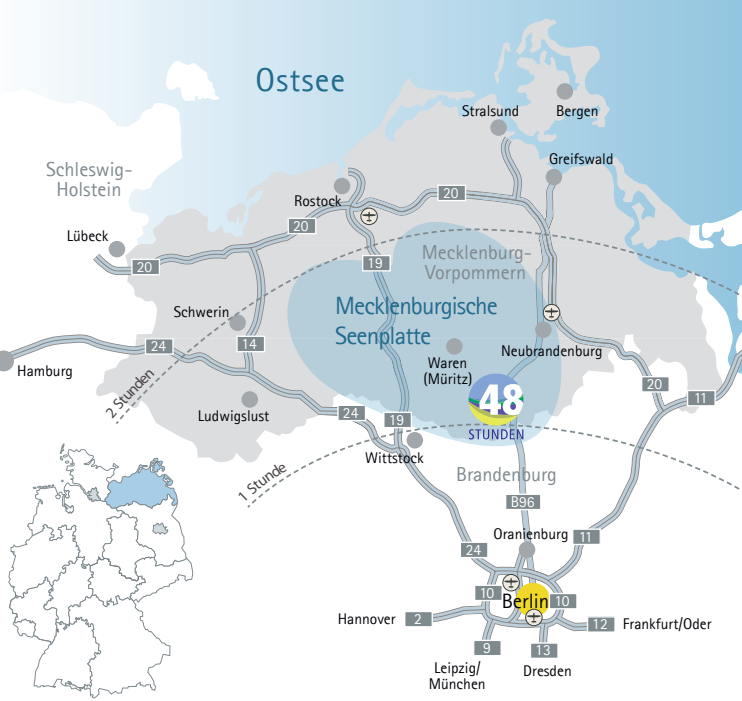 Ostsee
Stralsund
Bergen
Greifswald
Schleswig-
Holstein
Rostock
20
20
Lübeck
20
19
Mecklenburg-
Vorpommern
Mecklenburgische
Seenplatte
Schwerin
24
14
Neubrandenburg
Waren
(Müritz)
Hamburg
2 Stunden
20
11
48
STUNDEN
Ludwigslust
24
19
Wittstock
1 Stunde
Brandenburg
B96
Oranienburg
24
11
10
Berlin
10
Hannover
2
12
Frankfurt/Oder
9
13
Leipzig/
München
Dresden